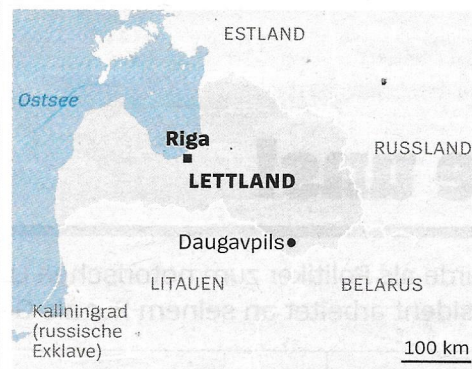 ESTLAND
Ostsee
Riga
RUSSLAND
LETTLAND
Daugavpils
LITAUEN
BELARUS
Kaliningrad
(russische
Exklave)
100 km